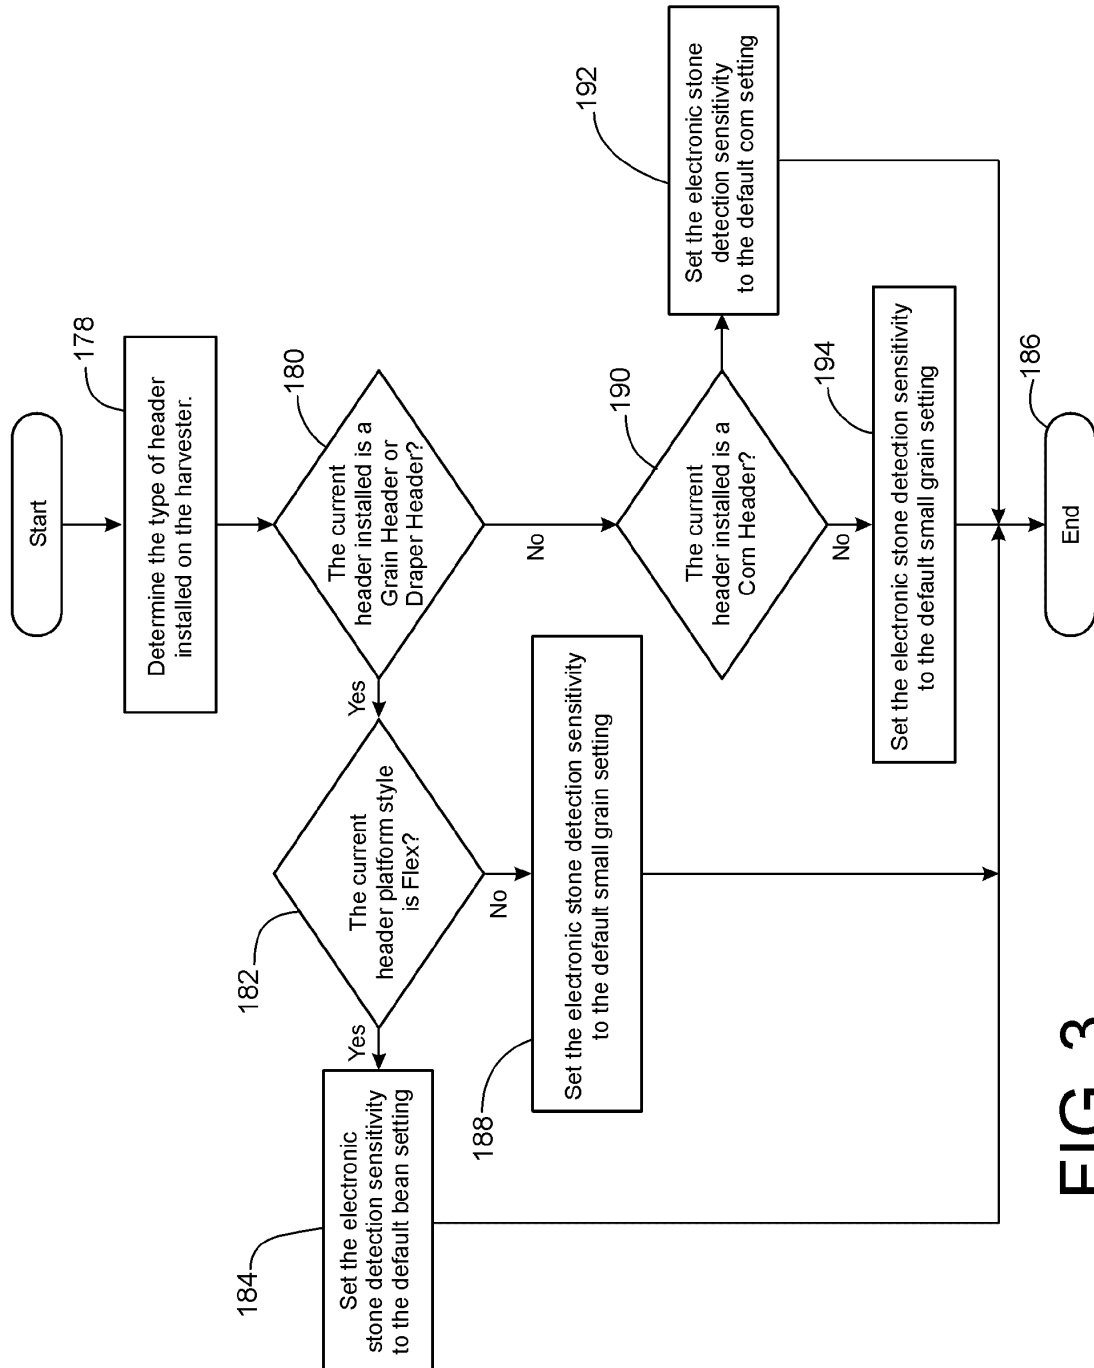 Start
178
Determine the type of header
installed on the harvester.
180
The current
header installed is a
Grain Header or
Draper Header?
Yes
No
182
The current
header platform style
is Flex?
Yes
No
184
Set the electronic
stone detection sensitivity
to the default bean setting
188
Set the electronic stone detection sensitivity
to the default small grain setting
190
The current
header installed is a
Corn Header?
No
192
Set the electronic stone
detection sensitivity
to the default com setting
194
Set the electronic stone detection sensitivity
to the default small grain setting
186
End
FIG. 3